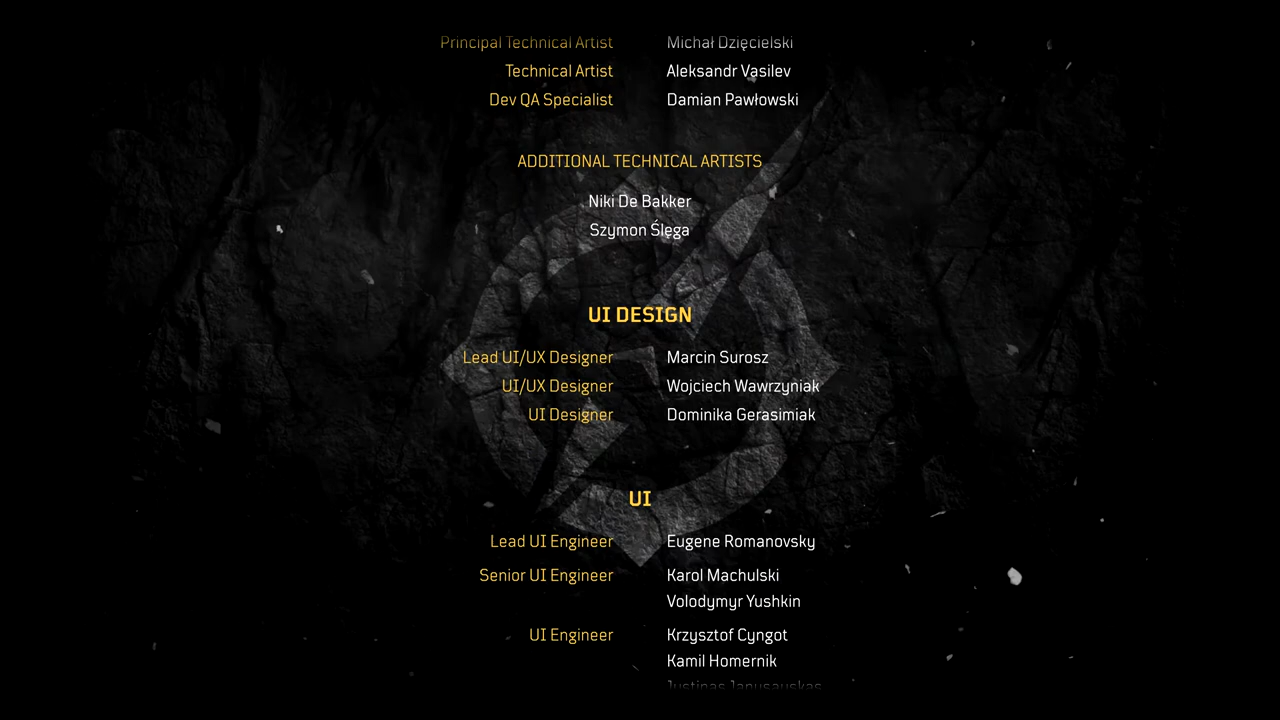 Principal Technical Artist Michał Dzięcielski
Technical Artist Aleksandr Vasilev
Dev QA Specialist Damian Pawłowski
ADDITIONAL TECHNICAL ARTISTS
Niki De Bakker
Szymon Ślęga
UI DESIGN
Lead UI/UX Designer Marcin Surosz
UI/UX Designer Wojciech Wawrzyniak
UI Designer Dominika Gerasimiak
UI
Lead UI Engineer Eugene Romanovsky
Senior UI Engineer Karol Machulski
Volodymyr Yushkin
UI Engineer Krzysztof Cyngot
Kamil Homernik